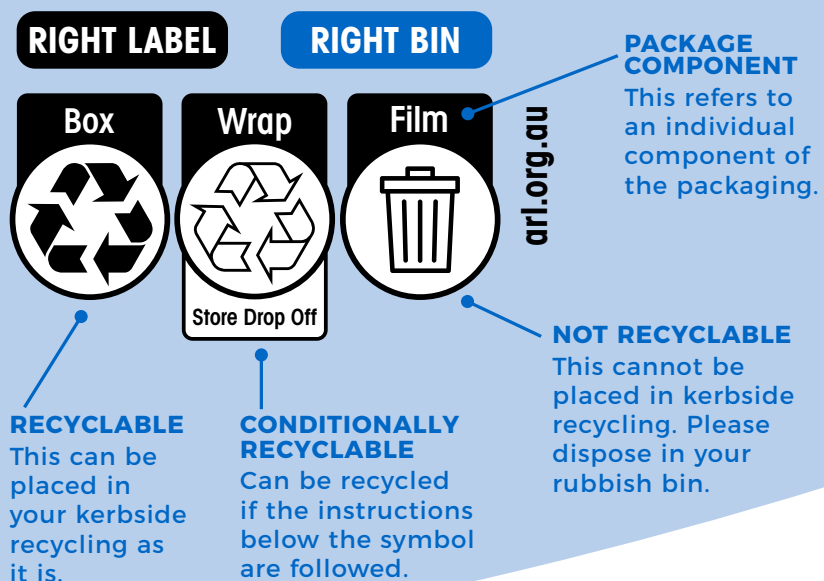 RIGHT LABEL
RIGHT BIN
Box
Wrap
Film
Store Drop Off
arl.org.au
PACKAGE
COMPONENT
This refers to
an individual
component of
the packaging.
RECYCLABLE
This can be
placed in
your kerbside
recycling as
it is.
CONDITIONALLY
RECYCLABLE
Can be recycled
if the instructions
below the symbol
are followed.
NOT RECYCLABLE
This cannot be
placed in kerbside
recycling. Please
dispose in your
rubbish bin.